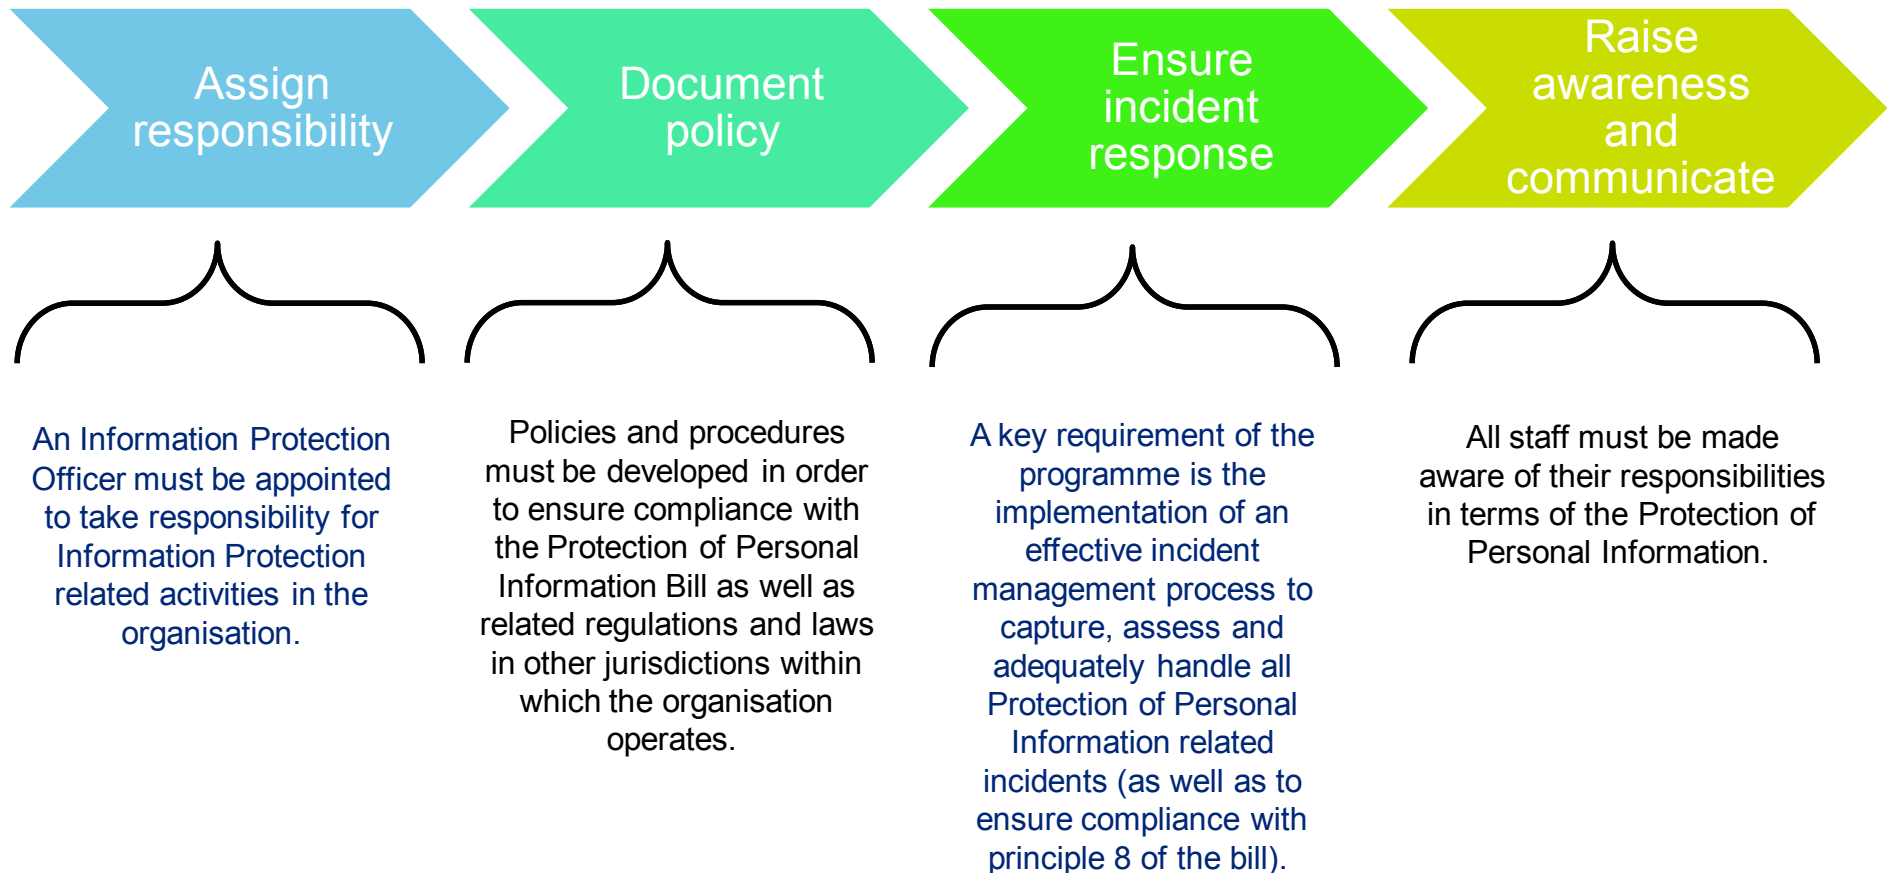 Assign
responsibility
Document
policy
Ensure
incident
response
Raise
awareness
and
communicate
An Information Protection
Officer must be appointed
to take responsibility for
Information Protection
related activities in the
organisation.
Policies and procedures
must be developed in order
to ensure compliance with
the Protection of Personal
Information Bill as well as
related regulations and laws
in other jurisdictions within
which the organisation
operates.
A key requirement of the
programme is the
implementation of an
effective incident
management process to
capture, assess and
adequately handle all
Protection of Personal
Information related
incidents (as well as to
ensure compliance with
principle 8 of the bill).
All staff must be made
aware of their responsibilities
in terms of the Protection of
Personal Information.